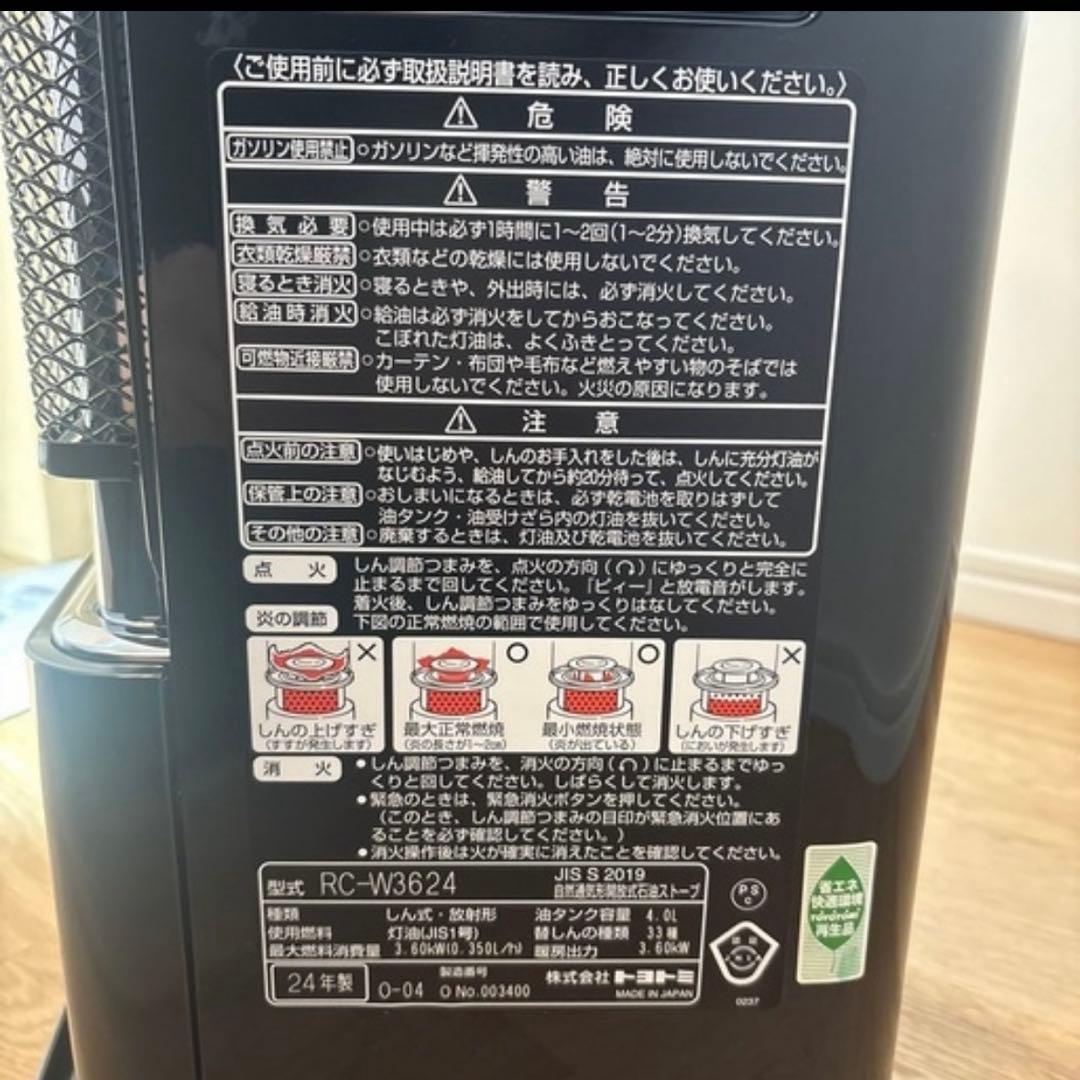 〈ご使用前に必ず取扱説明書を読み、正しくお使いください。〉
⚠ 危険
ガソリン使用禁止 ○ガソリンなど揮発性の高い油は、絶対に使用しないでください。
⚠ 警告
換気必要 ○使用中は必ず1時間に1〜2回(1〜2分)換気してください。
衣類乾燥厳禁 ○衣類などの乾燥には使用しないでください。
寝るとき消火 ○寝るときや、外出時には、必ず消火してください。
給油時消火 ○給油は必ず消火をしてからおこなってください。
こぼれた灯油は、よくふきとってください。
可燃物近接厳禁 ○カーテン・布団や毛布など燃えやすい物のそばでは
使用しないでください。火災の原因になります。
⚠ 注意
点火前の注意 ○使いはじめや、しんのお手入れをした後は、しんに充分灯油が
なじむよう、給油してから約20分待って、点火してください。
保管上の注意 ○おしまいになるときは、必ず乾電池を取りはずして
油タンク・油受けざら内の灯油を抜いてください。
その他の注意 ○廃棄するときは、灯油及び乾電池を抜いてください。
点火 しん調節つまみを、点火の方向( )にゆっくりと完全に
止まるまで回してください。「ビィー」と放電音がします。
着火後、しん調節つまみをゆっくりはなしてください。
炎の調節 下図の正常燃焼の範囲で使用してください。
× ○ ○ ×
しんの上げすぎ 最大正常燃焼 最小燃焼状態 しんの下げすぎ
(すすが発生します) (炎の長さが1〜2cm) (炎が出ている) (においが発生します)
消火 ●しん調節つまみを、消火の方向( )に止まるまでゆっ
くりと回してください。しばらくして消火します。
●緊急のときは、緊急消火ボタンを押してください。
(このとき、しん調節つまみの目印が緊急消火位置にあ
ることを必ず確認してください。)
●消火操作後は火が確実に消えたことを確認してください。
型式 RC-W3624 JIS S 2019
自然通気形開放式石油ストーブ
種類 しん式・放射形 油タンク容量 4.0L
使用燃料 灯油(JIS1号) 替しんの種類 33種
最大燃料消費量 3.60kW(0.350L/h) 暖房出力 3.60kW
24年製 製造番号 O-04 O No.003400 株式会社トヨトミ
MADE IN JAPAN
PS
C
認証
0237
省エネ
快適環境
TOYOTOMI
再生品